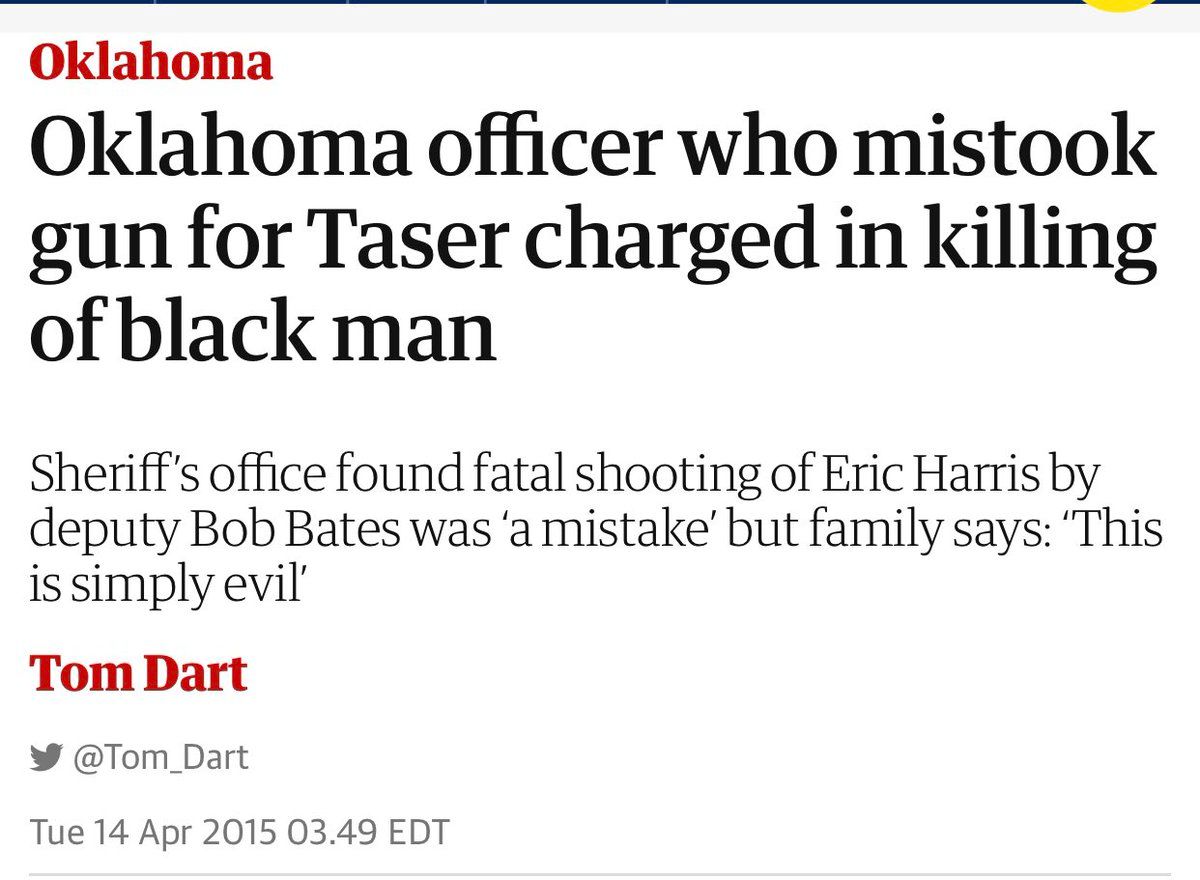 Oklahoma
Oklahoma officer who mistook
gun for Taser charged in killing
of black man
Sheriff’s office found fatal shooting of Eric Harris by
deputy Bob Bates was ‘a mistake’ but family says: ‘This
is simply evil’
Tom Dart
@Tom_Dart
Tue 14 Apr 2015 03.49 EDT